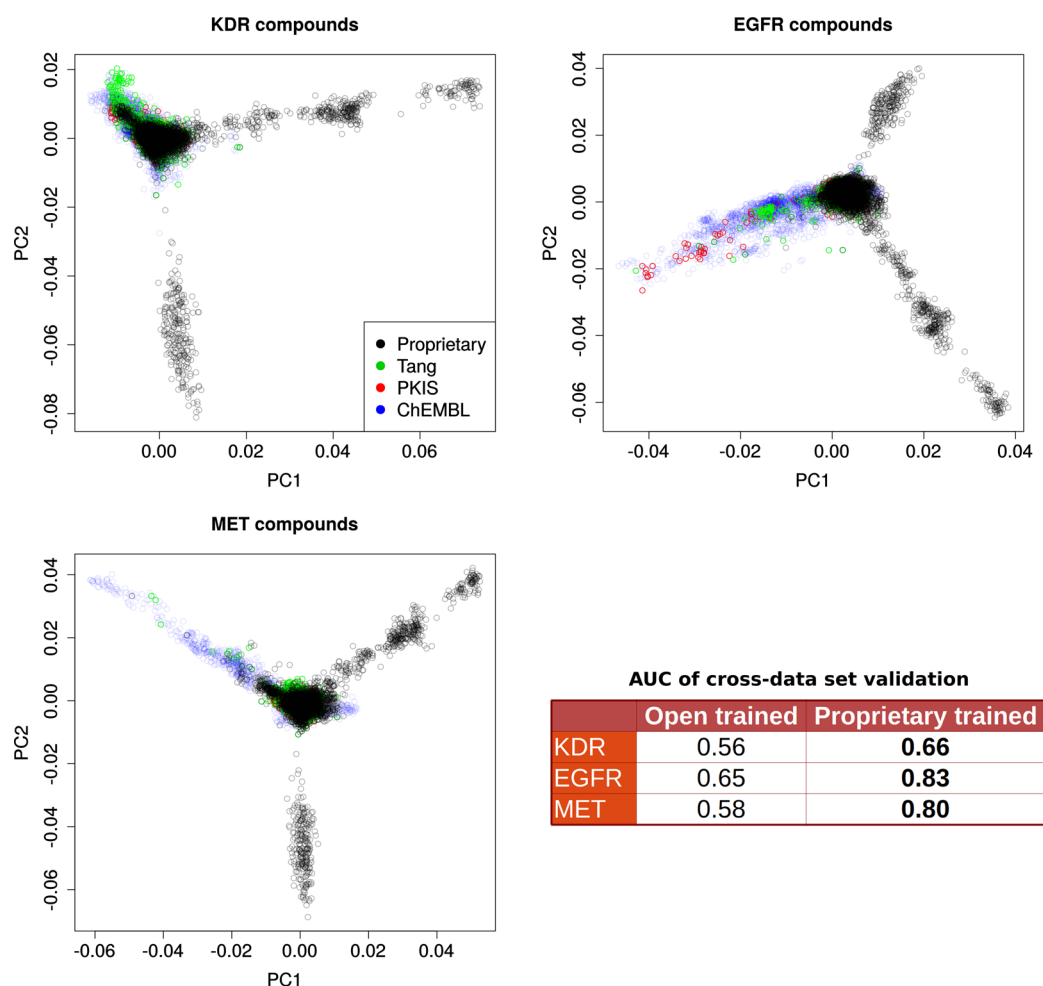 KDR compounds
PC2
0.02
0.00
-0.02
-0.04
-0.06
-0.08
Proprietary
Tang
PKIS
ChEMBL
0.00 0.02 0.04 0.06
PC1
EGFR compounds
PC2
0.04
0.02
0.00
-0.02
-0.04
-0.06
-0.04 -0.02 0.00 0.02 0.04
PC1
MET compounds
PC2
0.04
0.02
0.00
-0.02
-0.04
-0.06
-0.06 -0.04 -0.02 0.00 0.02 0.04
PC1
AUC of cross-data set validation
Open trained Proprietary trained
KDR 0.56 0.66
EGFR 0.65 0.83
MET 0.58 0.80